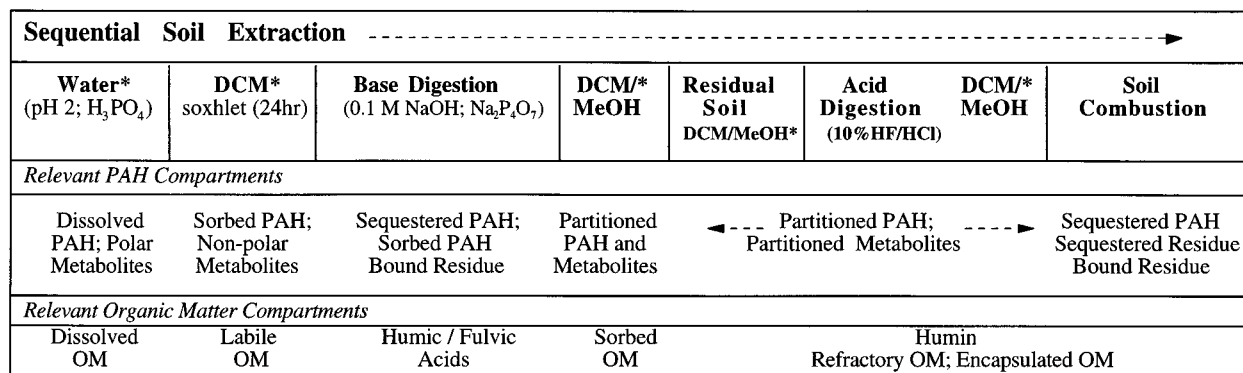 Sequential Soil Extraction
Water*
(pH 2; H₃PO₄)
DCM*
soxhlet (24hr)
Base Digestion
(0.1 M NaOH; Na₂P₄O₇)
DCM/*
MeOH
Residual
Soil
DCM/MeOH*
Acid
Digestion
(10%HF/HCl)
DCM/*
MeOH
Soil
Combustion
Relevant PAH Compartments
Dissolved
PAH; Polar
Metabolites
Sorbed PAH;
Non-polar
Metabolites
Sequestered PAH;
Sorbed PAH
Bound Residue
Partitioned
PAH and
Metabolites
Partitioned PAH;
Partitioned Metabolites
Sequestered PAH
Sequestered Residue
Bound Residue
Relevant Organic Matter Compartments
Dissolved
OM
Labile
OM
Humic / Fulvic
Acids
Sorbed
OM
Humin
Refractory OM; Encapsulated OM